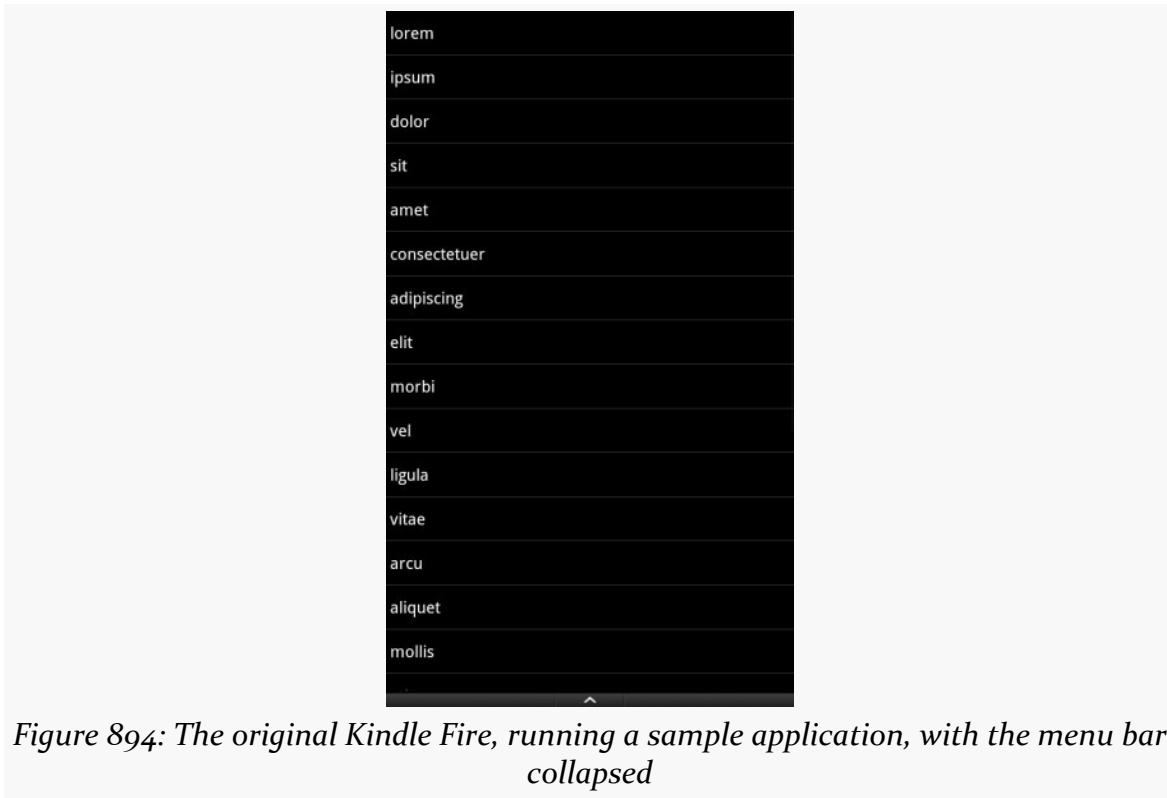 lorem
ipsum
dolor
sit
amet
consectetuer
adipiscing
elit
morbi
vel
ligula
vitae
arcu
aliquet
mollis
Figure 894: The original Kindle Fire, running a sample application, with the menu bar
collapsed